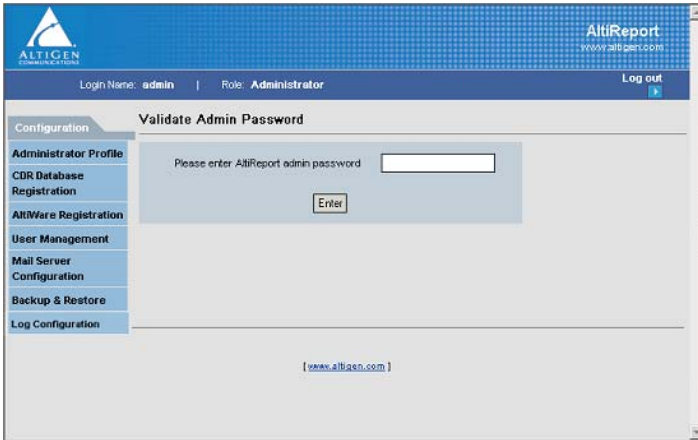 AltiReport
www.altigen.com
ALTIGEN
COMMUNICATIONS
Login Name: admin | Role: Administrator
Log out
Configuration
Validate Admin Password
Administrator Profile
Please enter AltiReport admin password
CDR Database
Registration
Enter
AltiWare Registration
User Management
Mail Server
Configuration
Backup & Restore
Log Configuration
[ www.altigen.com ]